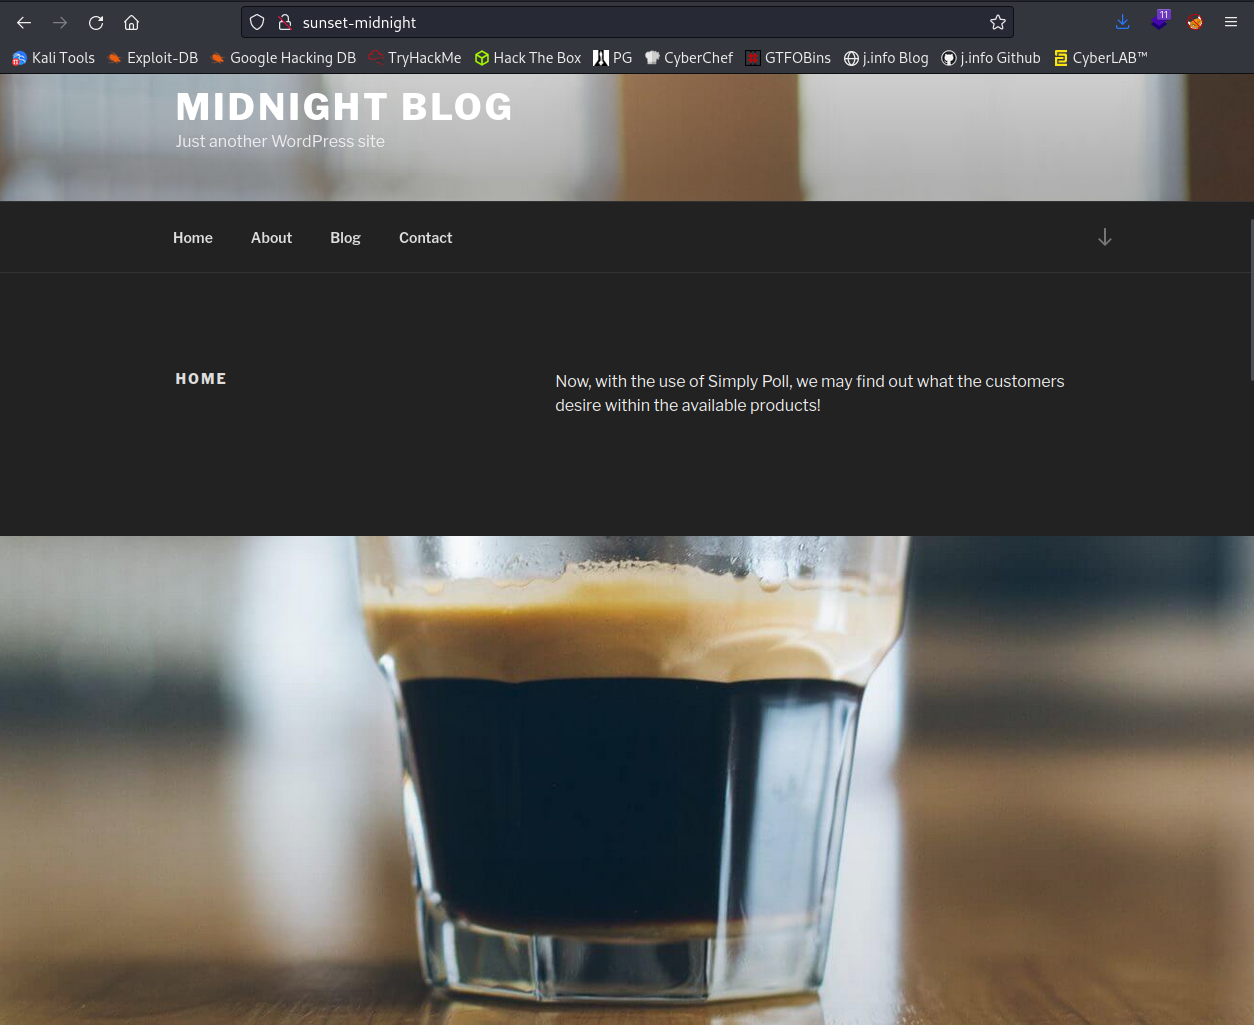 sunset-midnight
11
Kali Tools Exploit-DB Google Hacking DB TryHackMe Hack The Box PG CyberChef GTFOBins j.info Blog j.info Github CyberLAB™
MIDNIGHT BLOG
Just another WordPress site
Home About Blog Contact
HOME
Now, with the use of Simply Poll, we may find out what the customers
desire within the available products!